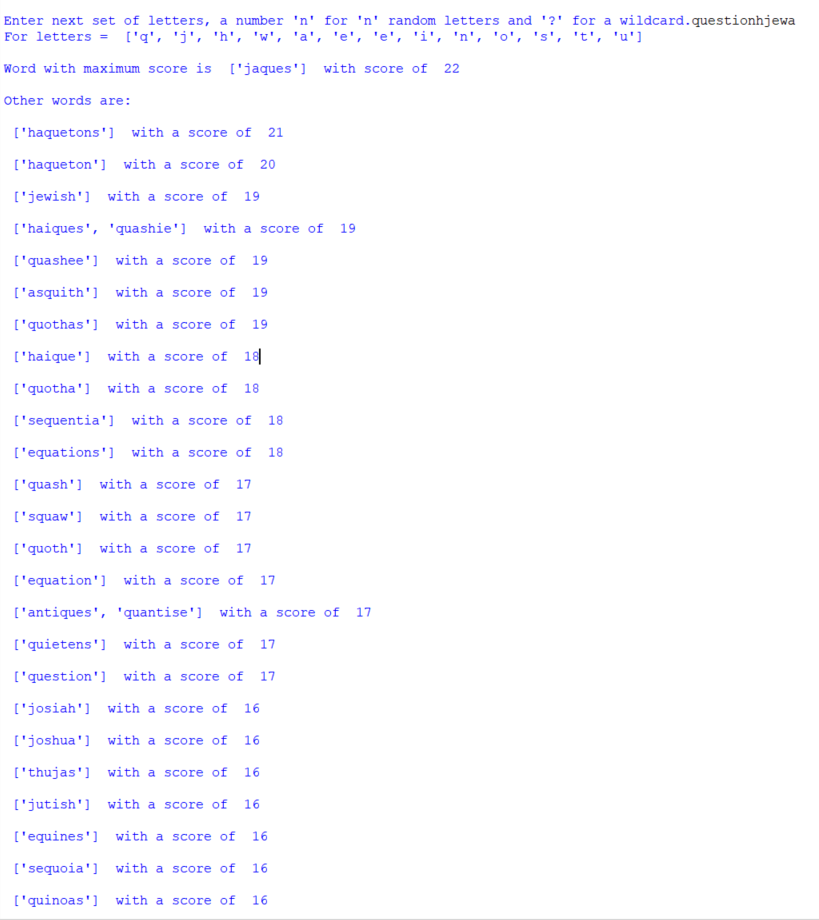 Enter next set of letters, a number 'n' for 'n' random letters and '?' for a wildcard.questionhjewa
For letters =  ['q', 'j', 'h', 'w', 'a', 'e', 'e', 'i', 'n', 'o', 's', 't', 'u']
Word with maximum score is  ['jaques']  with score of  22
Other words are:
['haquetons']  with a score of  21
['haqueton']  with a score of  20
['jewish']  with a score of  19
['haiques', 'quashie']  with a score of  19
['quashee']  with a score of  19
['asquith']  with a score of  19
['quothas']  with a score of  19
['haique']  with a score of  18
['quotha']  with a score of  18
['sequentia']  with a score of  18
['equations']  with a score of  18
['quash']  with a score of  17
['squaw']  with a score of  17
['quoth']  with a score of  17
['equation']  with a score of  17
['antiques', 'quantise']  with a score of  17
['quietens']  with a score of  17
['question']  with a score of  17
['josiah']  with a score of  16
['joshua']  with a score of  16
['thujas']  with a score of  16
['jutish']  with a score of  16
['equines']  with a score of  16
['sequoia']  with a score of  16
['quinoas']  with a score of  16